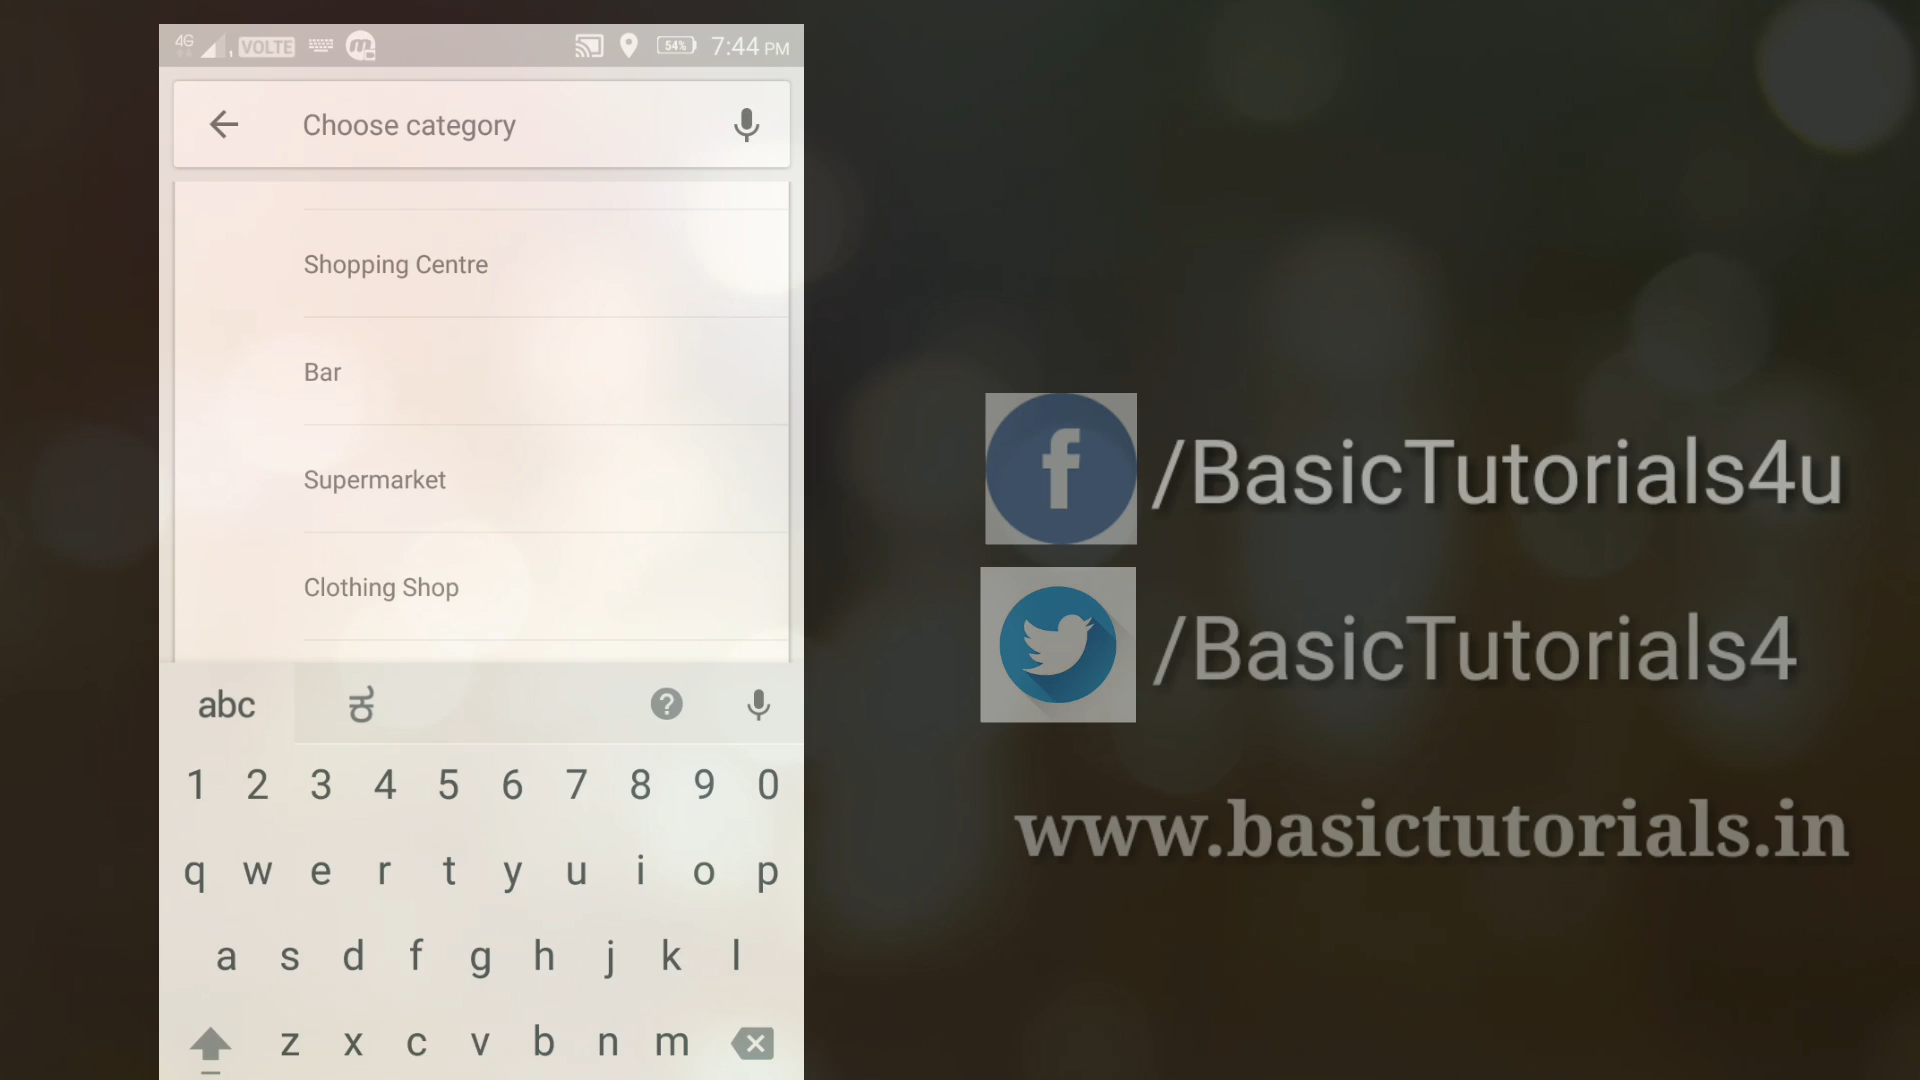 4G VOLTE 54% 7:44 PM
Choose category
Shopping Centre
Bar
Supermarket
Clothing Shop
abc
1 2 3 4 5 6 7 8 9 0
q w e r t y u i o p
a s d f g h j k l
z x c v b n m
f /BasicTutorials4u
/BasicTutorials4
www.basictutorials.in